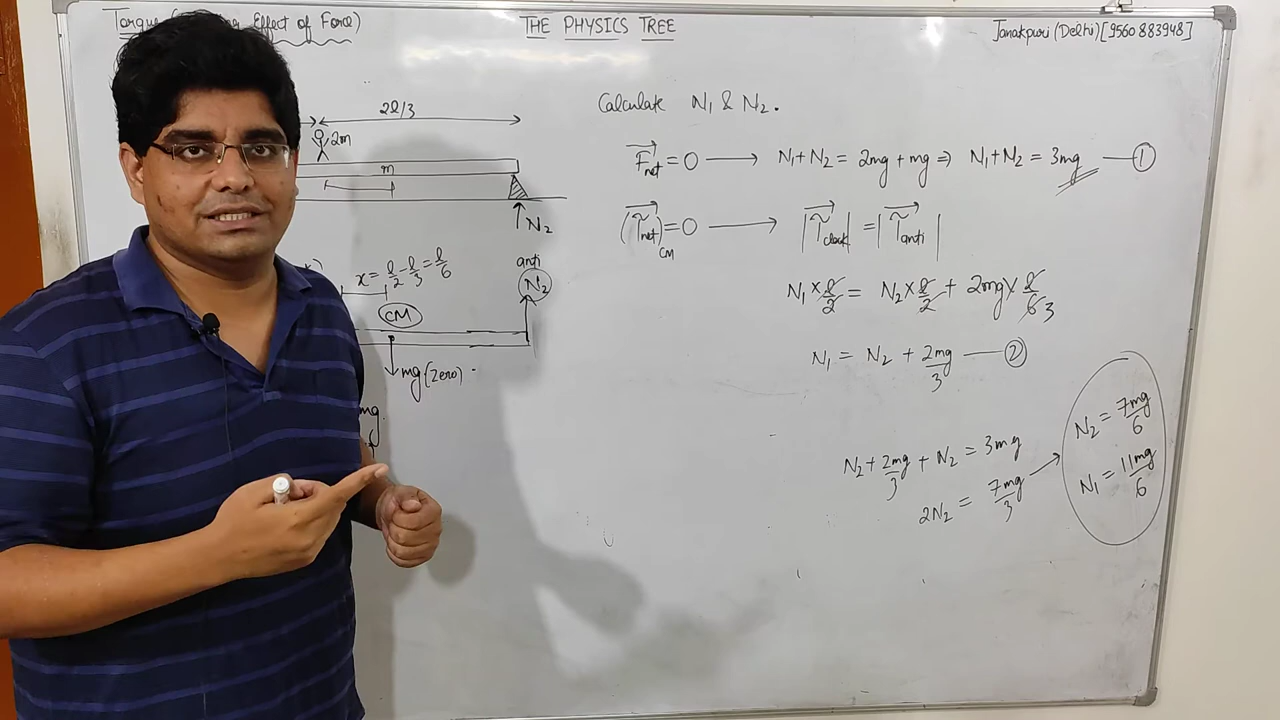 Torque Effect of Force)
THE PHYSICS TREE
Janakpuri (Delhi) [9560 883948]
2l/3
2m
m
N₂
x = l/2 - l/3 = l/6
anti
N₂
CM
mg (Zero)
mg
Calculate N₁ & N₂.
F⃗net = 0 → N₁+N₂ = 2mg + mg ⇒ N₁+N₂ = 3mg — ①
(τ⃗net)CM = 0 → |τ⃗clock| = |τ⃗anti|
N₁ × l/2 = N₂ × l/2 + 2mg × l/6 3
N₁ = N₂ + 2mg/3 — ②
N₂ + 2mg/3 + N₂ = 3mg
2N₂ = 7mg/3 →
N₂ = 7mg/6
N₁ = 11mg/6